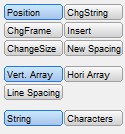 Position ChgString
ChgFrame Insert
ChangeSize New Spacing
Vert. Array Hori Array
Line Spacing
String Characters